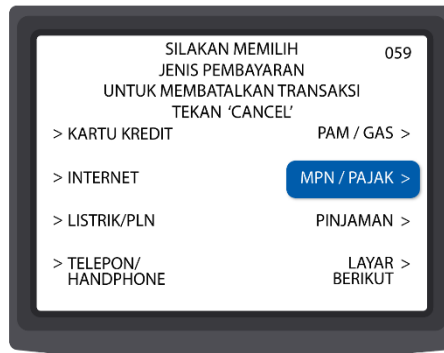 SILAKAN MEMILIH
059
JENIS PEMBAYARAN
UNTUK MEMBATALKAN TRANSAKSI
TEKAN ‘CANCEL’
> KARTU KREDIT
PAM / GAS >
> INTERNET
MPN / PAJAK >
> LISTRIK/PLN
PINJAMAN >
> TELEPON/
HANDPHONE
LAYAR >
BERIKUT